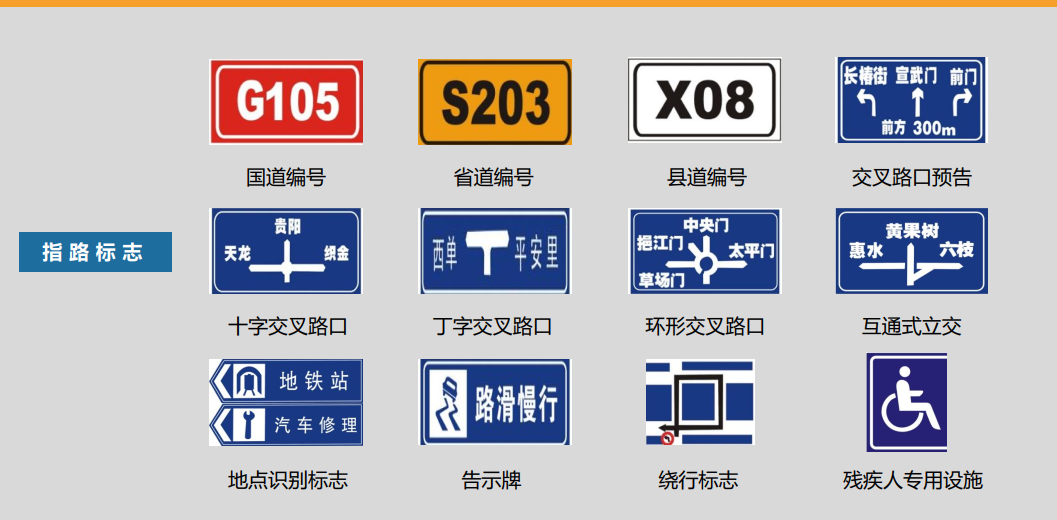 G105
S203
X08
长椿街 宣武门 前门
前方 300m
国道编号
省道编号
县道编号
交叉路口预告
指路标志
贵阳
天龙 织金
西单 平安里
中央门
挹江门 太平门
草场门
黄果树
惠水 六枝
十字交叉路口
丁字交叉路口
环形交叉路口
互通式立交
地铁站
汽车修理
路滑慢行
地点识别标志
告示牌
绕行标志
残疾人专用设施